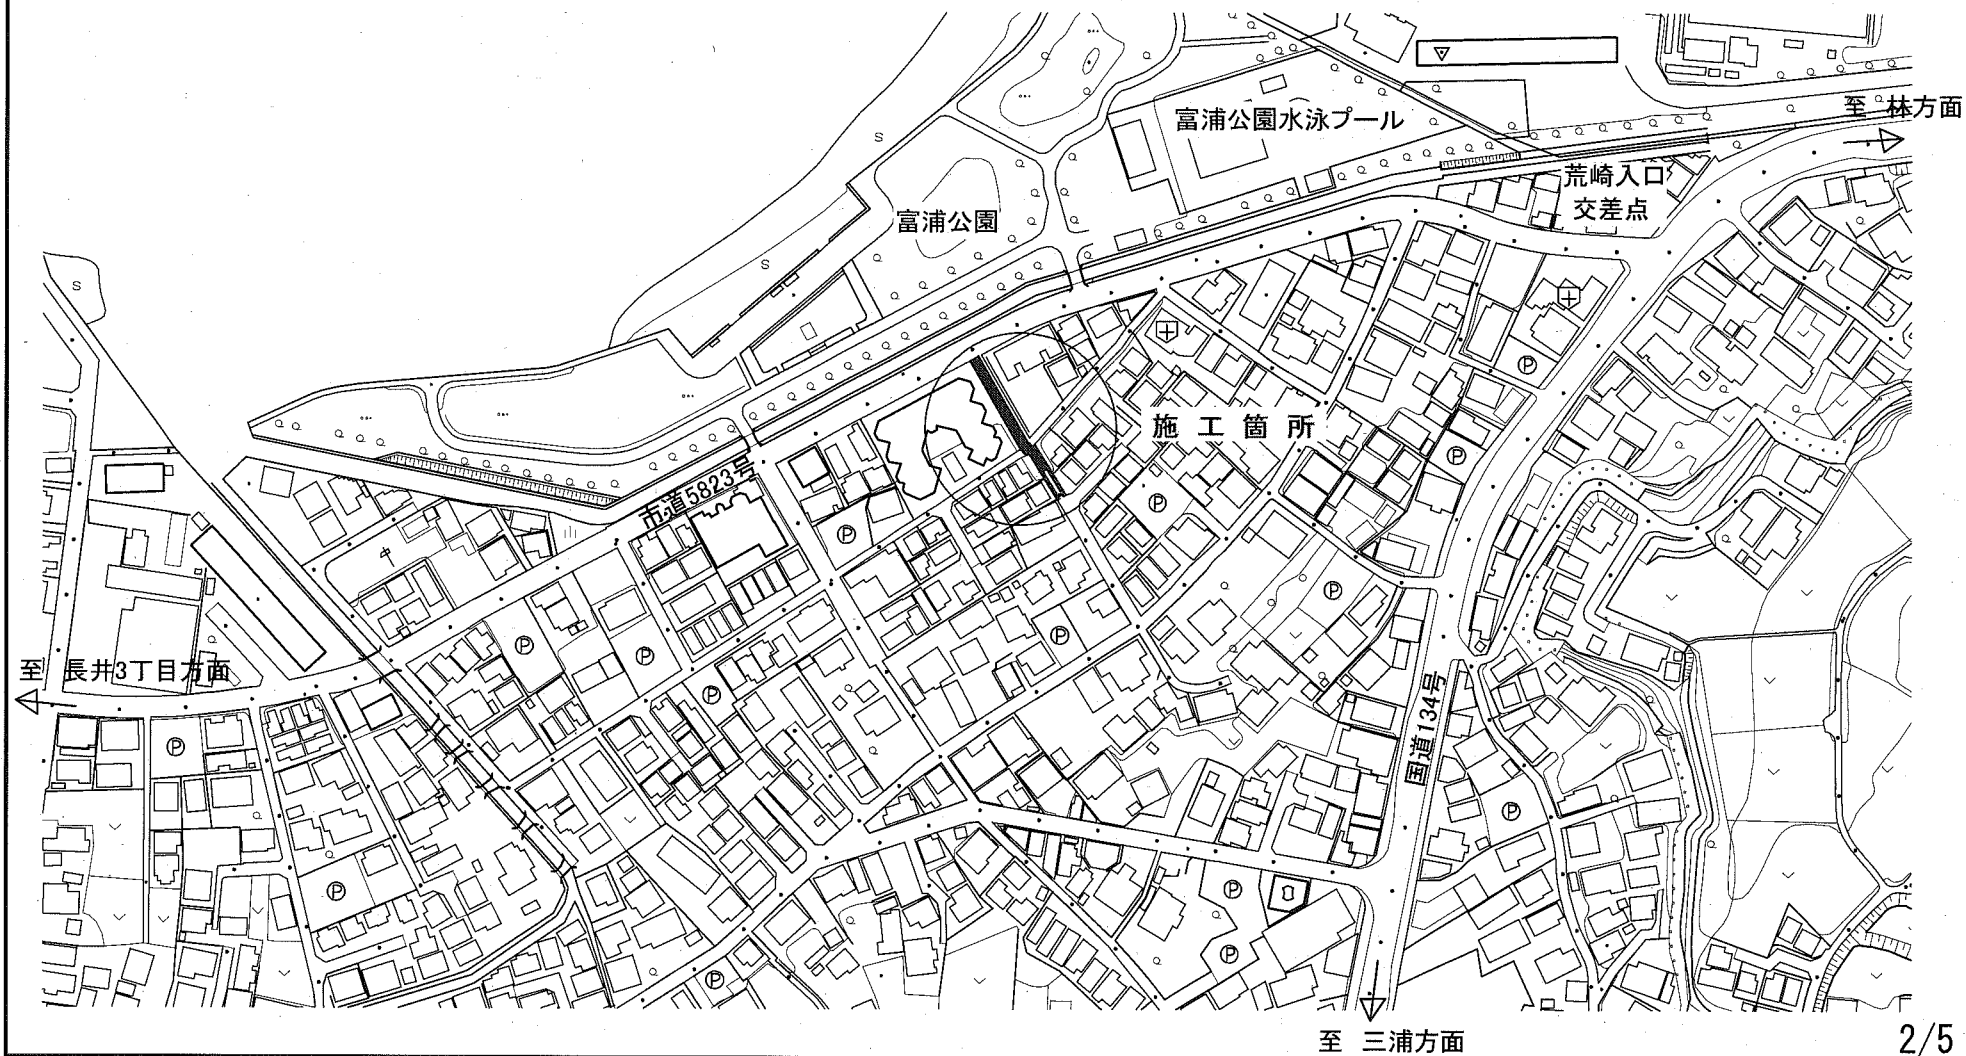 富浦公園水泳プール
至 林方面
荒崎入口
交差点
富浦公園
施工箇所
市道5823号
至 長井3丁目方面
国道134号
至 三浦方面
2/5